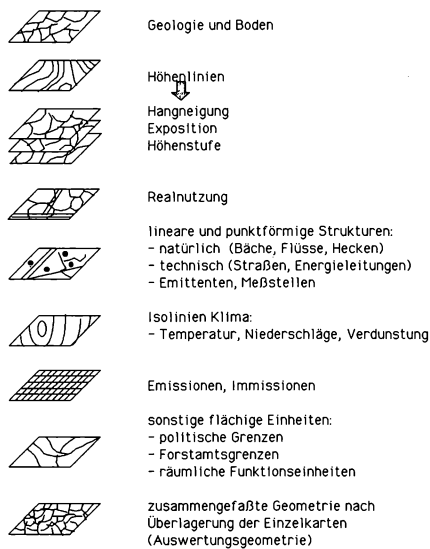 Geologie und Boden
Höhenlinien
Hangneigung
Exposition
Höhenstufe
Realnutzung
lineare und punktförmige Strukturen:
- natürlich (Bäche, Flüsse, Hecken)
- technisch (Straßen, Energieleitungen)
- Emittenten, Meßstellen
Isolinien Klima:
- Temperatur, Niederschläge, Verdunstung
Emissionen, Immissionen
sonstige flächige Einheiten:
- politische Grenzen
- Forstamtsgrenzen
- räumliche Funktionseinheiten
zusammengefaßte Geometrie nach
Überlagerung der Einzelkarten
(Auswertungsgeometrie)